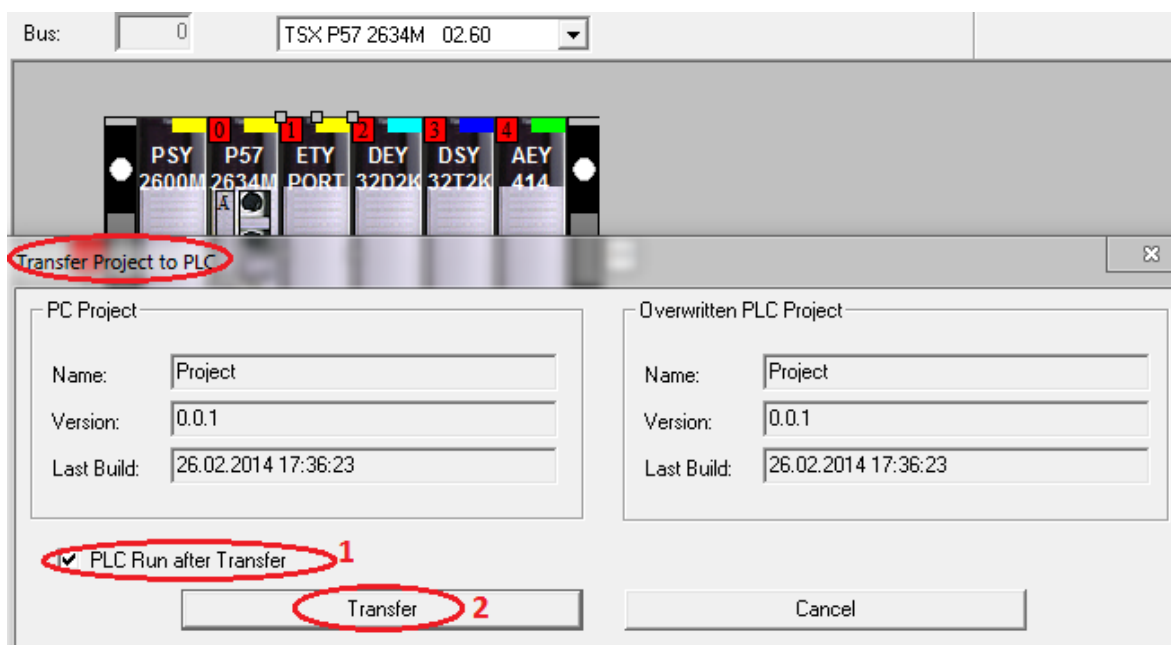 Bus: 0 TSX P57 2634M 02.60
0 1 2 3 4
PSY P57 ETY DEY DSY AEY
2600M 2634M PORT 32D2K 32T2K 414
A
Transfer Project to PLC
PC Project Overwritten PLC Project
Name: Project Name: Project
Version: 0.0.1 Version: 0.0.1
Last Build: 26.02.2014 17:36:23 Last Build: 26.02.2014 17:36:23
PLC Run after Transfer 1
Transfer 2 Cancel